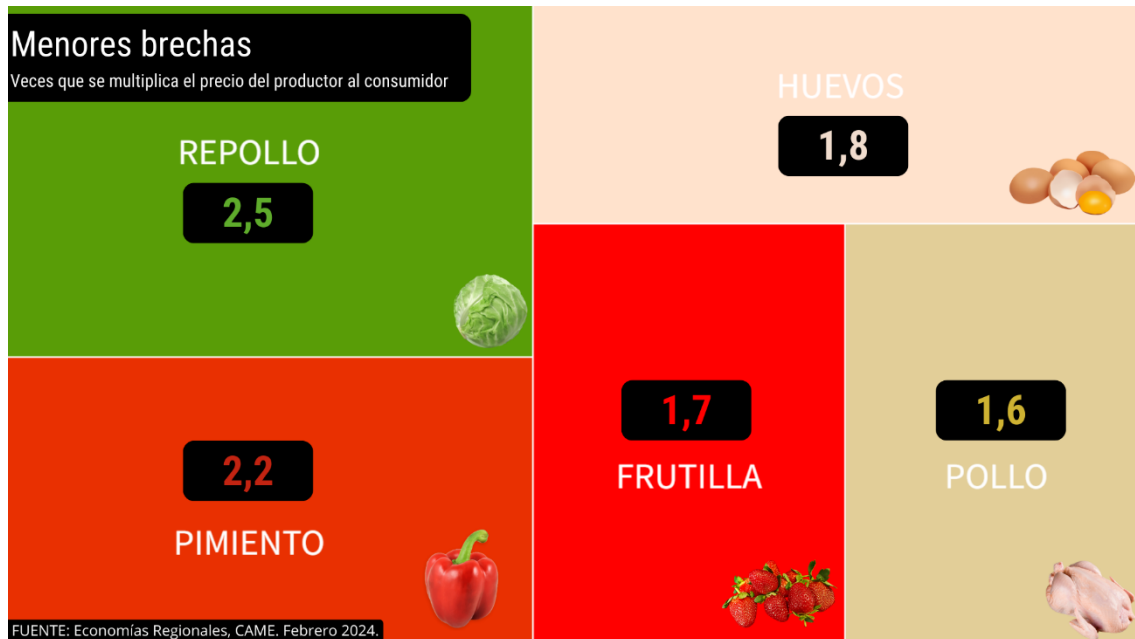 Menores brechas
Veces que se multiplica el precio del productor al consumidor
REPOLLO
2,5
HUEVOS
1,8
2,2
PIMIENTO
1,7
FRUTILLA
1,6
POLLO
FUENTE: Economías Regionales, CAME. Febrero 2024.